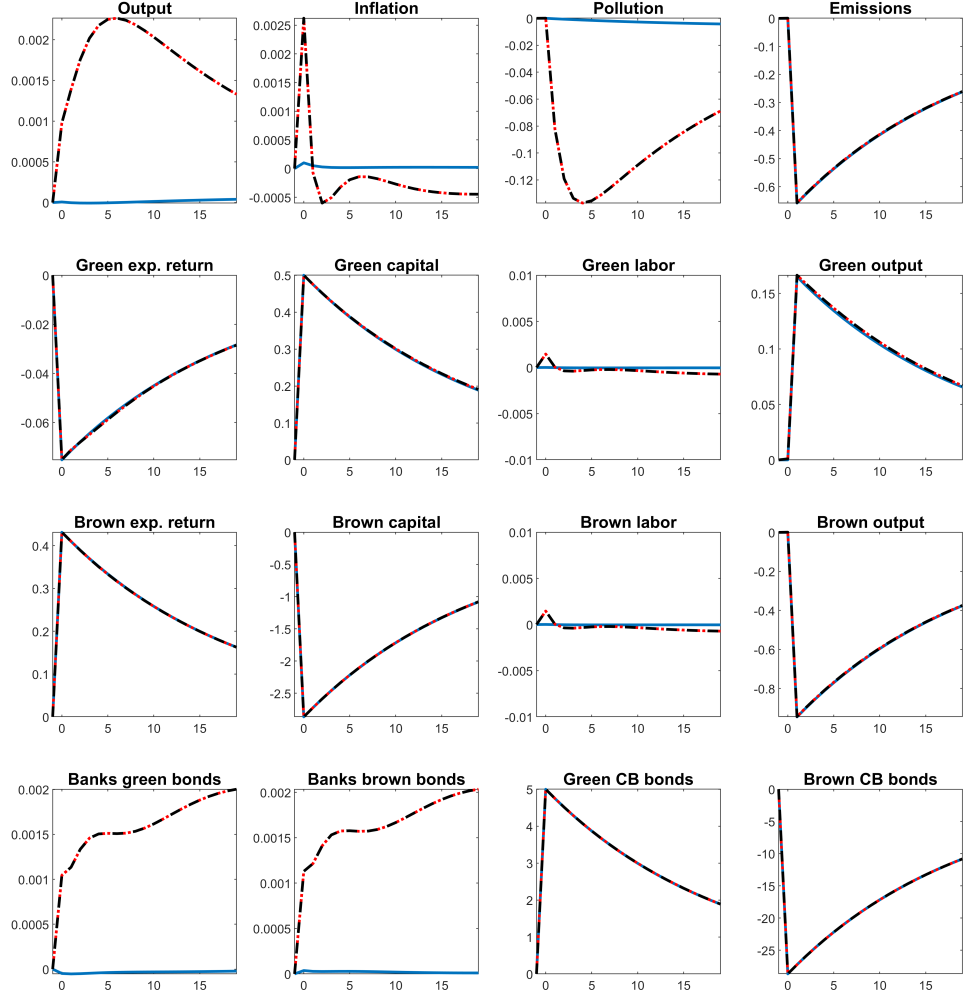 Output Inflation Pollution Emissions
0.002 0.0015 0.001 0.0005 0
0.0025 0.002 0.0015 0.001 0.0005 0 -0.0005
0 -0.02 -0.04 -0.06 -0.08 -0.1 -0.12
0 -0.1 -0.2 -0.3 -0.4 -0.5 -0.6
0 5 10 15 0 5 10 15 0 5 10 15 0 5 10 15
Green exp. return Green capital Green labor Green output
0 -0.02 -0.04 -0.06
0.5 0.4 0.3 0.2 0.1 0
0.01 0.005 0 -0.005 -0.01
0.15 0.1 0.05 0
0 5 10 15 0 5 10 15 0 5 10 15 0 5 10 15
Brown exp. return Brown capital Brown labor Brown output
0.4 0.3 0.2 0.1 0
0 -0.5 -1 -1.5 -2 -2.5
0.01 0.005 0 -0.005 -0.01
0 -0.2 -0.4 -0.6 -0.8
0 5 10 15 0 5 10 15 0 5 10 15 0 5 10 15
Banks green bonds Banks brown bonds Green CB bonds Brown CB bonds
0.002 0.0015 0.001 0.0005 0
0.002 0.0015 0.001 0.0005 0
5 4 3 2 1 0
0 -5 -10 -15 -20 -25
0 5 10 15 0 5 10 15 0 5 10 15 0 5 10 15